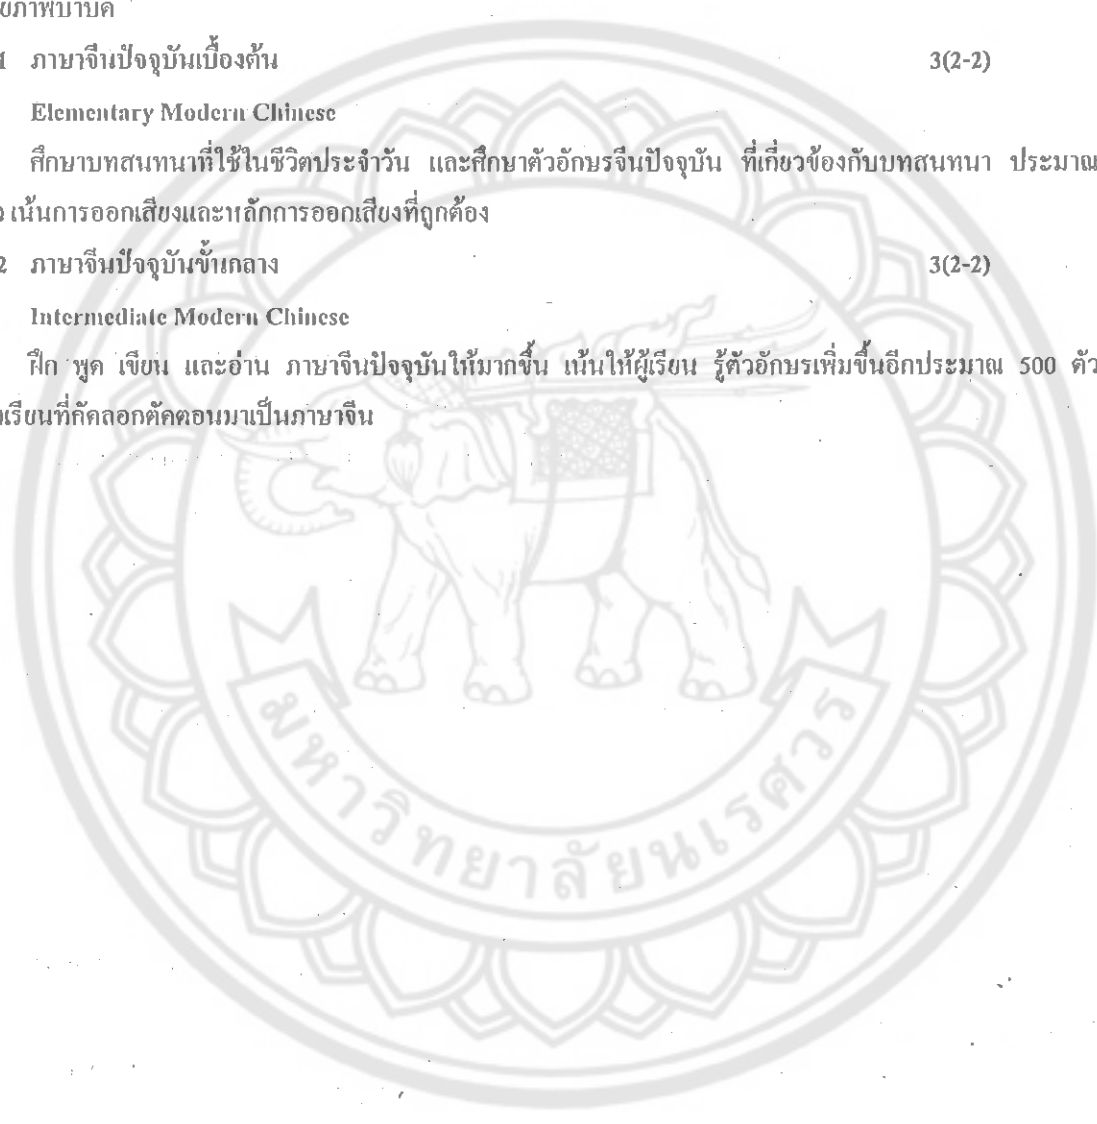 ยภาพบำบัด
1 ภาษาจีนปัจจุบันเบื้องต้น 3(2-2)
Elementary Modern Chinese
ศึกษาบทสนทนาที่ใช้ในชีวิตประจำวัน และศึกษาตัวอักษรจีนปัจจุบัน ที่เกี่ยวข้องกับบทสนทนา ประมาณ
เน้นการออกเสียงและหลักการออกเสียงที่ถูกต้อง
2 ภาษาจีนปัจจุบันขั้นกลาง 3(2-2)
Intermediate Modern Chinese
ฝึก พูด เขียน และอ่าน ภาษาจีนปัจจุบันให้มากขึ้น เน้นให้ผู้เรียน รู้ตัวอักษรเพิ่มขึ้นอีกประมาณ 500 ตัว
เรียนที่คัดลอกตัดตอนมาเป็นภาษาจีน
มหาวิทยาลัยนเรศวร